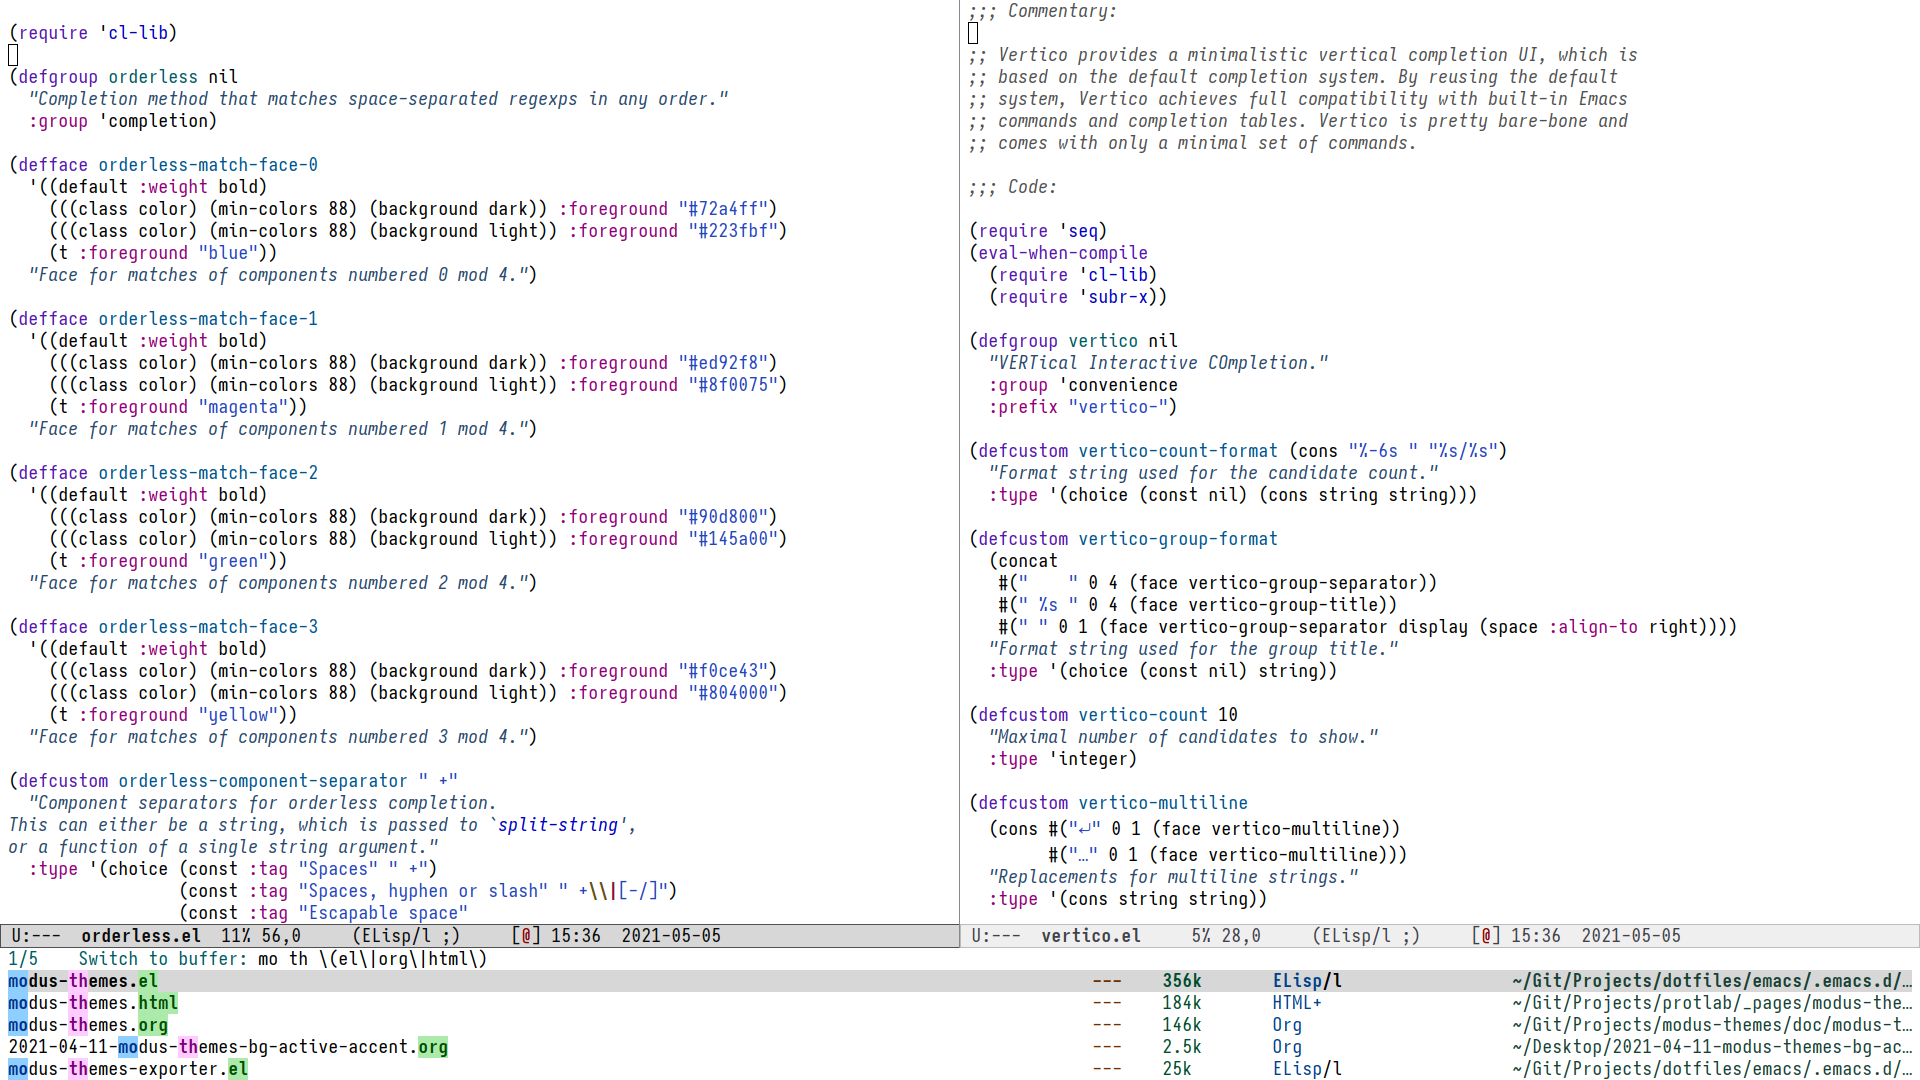 (require 'cl-lib)
(defgroup orderless nil
  "Completion method that matches space-separated regexps in any order."
  :group 'completion)
(defface orderless-match-face-0
  '((default :weight bold)
    (((class color) (min-colors 88) (background dark)) :foreground "#72a4ff")
    (((class color) (min-colors 88) (background light)) :foreground "#223fbf")
    (t :foreground "blue"))
  "Face for matches of components numbered 0 mod 4.")
(defface orderless-match-face-1
  '((default :weight bold)
    (((class color) (min-colors 88) (background dark)) :foreground "#ed92f8")
    (((class color) (min-colors 88) (background light)) :foreground "#8f0075")
    (t :foreground "magenta"))
  "Face for matches of components numbered 1 mod 4.")
(defface orderless-match-face-2
  '((default :weight bold)
    (((class color) (min-colors 88) (background dark)) :foreground "#90d800")
    (((class color) (min-colors 88) (background light)) :foreground "#145a00")
    (t :foreground "green"))
  "Face for matches of components numbered 2 mod 4.")
(defface orderless-match-face-3
  '((default :weight bold)
    (((class color) (min-colors 88) (background dark)) :foreground "#f0ce43")
    (((class color) (min-colors 88) (background light)) :foreground "#804000")
    (t :foreground "yellow"))
  "Face for matches of components numbered 3 mod 4.")
(defcustom orderless-component-separator " +"
  "Component separators for orderless completion.
This can either be a string, which is passed to `split-string',
or a function of a single string argument."
  :type '(choice (const :tag "Spaces" " +")
                 (const :tag "Spaces, hyphen or slash" " +\\|[-/]")
                 (const :tag "Escapable space"
U:---  orderless.el  11% 56,0     (ELisp/l ;)     [@] 15:36  2021-05-05
;;; Commentary:
;; Vertico provides a minimalistic vertical completion UI, which is
;; based on the default completion system. By reusing the default
;; system, Vertico achieves full compatibility with built-in Emacs
;; commands and completion tables. Vertico is pretty bare-bone and
;; comes with only a minimal set of commands.
;;; Code:
(require 'seq)
(eval-when-compile
  (require 'cl-lib)
  (require 'subr-x))
(defgroup vertico nil
  "VERTical Interactive COmpletion."
  :group 'convenience
  :prefix "vertico-")
(defcustom vertico-count-format (cons "%-6s " "%s/%s")
  "Format string used for the candidate count."
  :type '(choice (const nil) (cons string string)))
(defcustom vertico-group-format
  (concat
   #("    " 0 4 (face vertico-group-separator))
   #(" %s " 0 4 (face vertico-group-title))
   #(" " 0 1 (face vertico-group-separator display (space :align-to right))))
  "Format string used for the group title."
  :type '(choice (const nil) string))
(defcustom vertico-count 10
  "Maximal number of candidates to show."
  :type 'integer)
(defcustom vertico-multiline
  (cons #("⤶" 0 1 (face vertico-multiline))
        #("…" 0 1 (face vertico-multiline)))
  "Replacements for multiline strings."
  :type '(cons string string))
U:---  vertico.el     5% 28,0     (ELisp/l ;)     [@] 15:36  2021-05-05
1/5    Switch to buffer: mo th \(el\|org\|html\)
modus-themes.el --- 356k ELisp/l ~/Git/Projects/dotfiles/emacs/.emacs.d/…
modus-themes.html --- 184k HTML+ ~/Git/Projects/protlab/_pages/modus-the…
modus-themes.org --- 146k Org ~/Git/Projects/modus-themes/doc/modus-t…
2021-04-11-modus-themes-bg-active-accent.org --- 2.5k Org ~/Desktop/2021-04-11-modus-themes-bg-ac…
modus-themes-exporter.el --- 25k ELisp/l ~/Git/Projects/dotfiles/emacs/.emacs.d/…